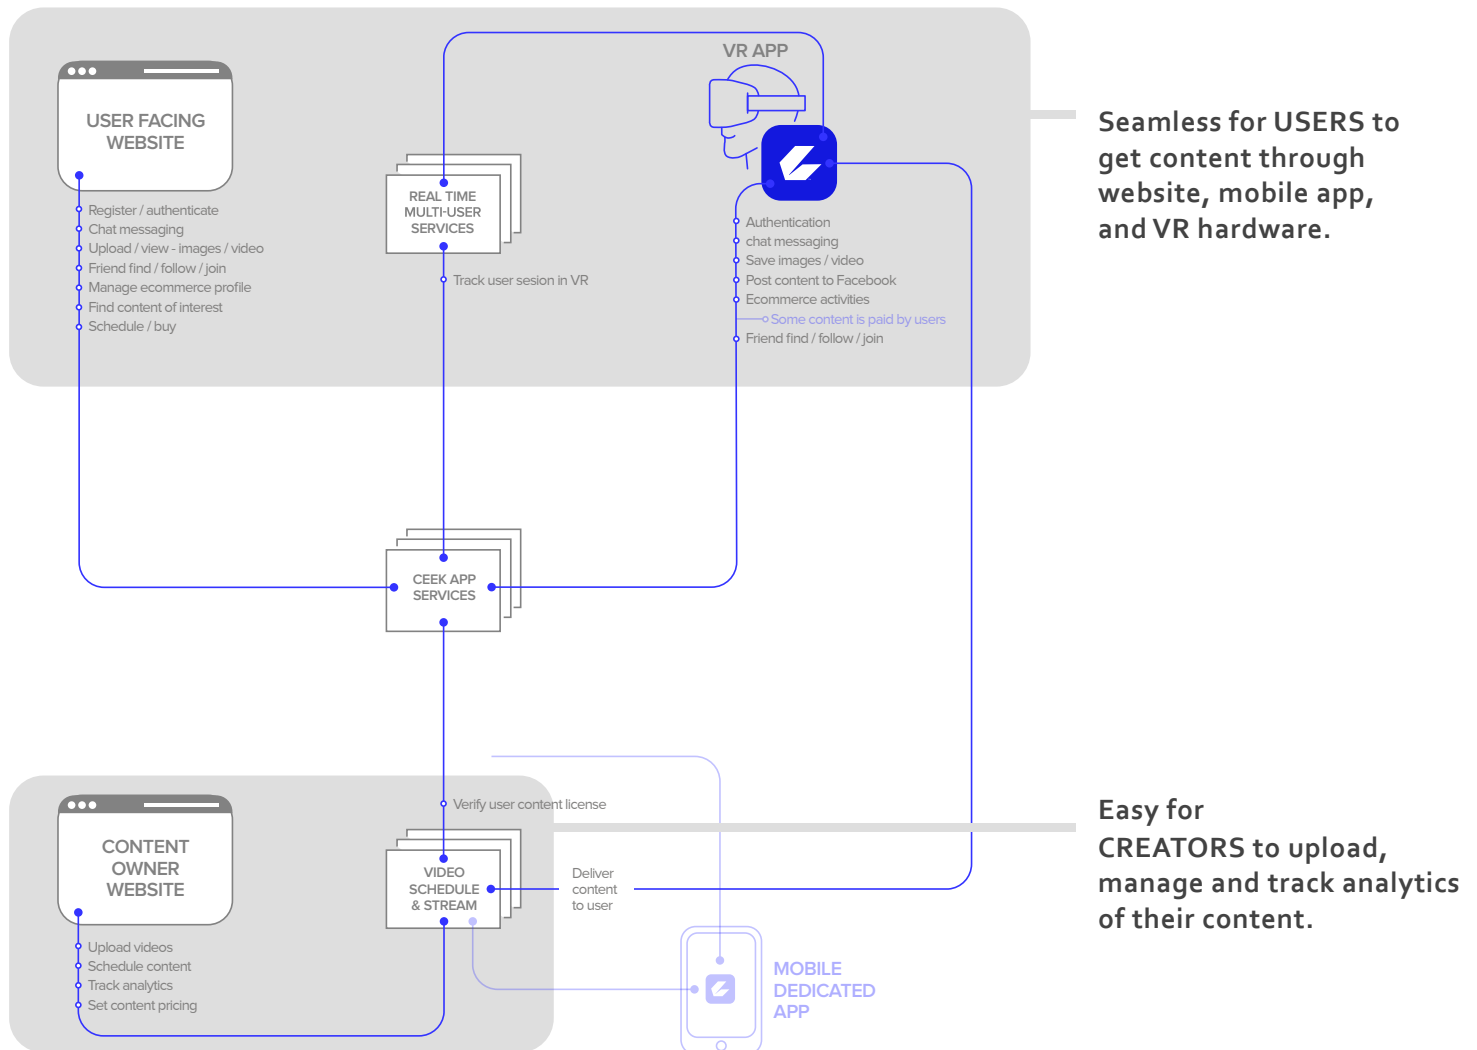 VR APP
USER FACING
WEBSITE
Register / authenticate
Chat messaging
Upload / view - images / video
Friend find / follow / join
Manage ecommerce profile
Find content of interest
Schedule / buy
REAL TIME
MULTI-USER
SERVICES
Track user sesion in VR
Authentication
chat messaging
Save images / video
Post content to Facebook
Ecommerce activities
Some content is paid by users
Friend find / follow / join
Seamless for USERS to
get content through
website, mobile app,
and VR hardware.
CEEK APP
SERVICES
Verify user content license
CONTENT
OWNER
WEBSITE
Upload videos
Schedule content
Track analytics
Set content pricing
VIDEO
SCHEDULE
& STREAM
Deliver
content
to user
MOBILE
DEDICATED
APP
Easy for
CREATORS to upload,
manage and track analytics
of their content.